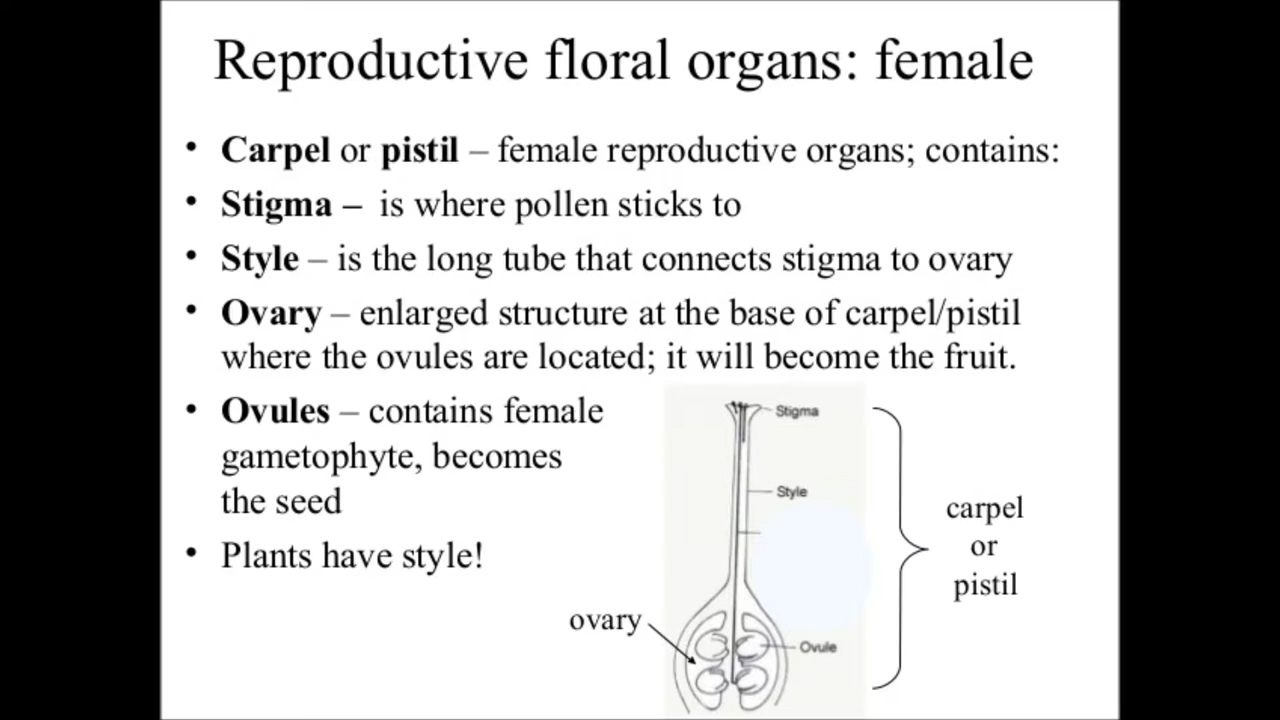 Reproductive floral organs: female
• Carpel or pistil – female reproductive organs; contains:
• Stigma – is where pollen sticks to
• Style – is the long tube that connects stigma to ovary
• Ovary – enlarged structure at the base of carpel/pistil
where the ovules are located; it will become the fruit.
• Ovules – contains female
gametophyte, becomes
the seed
• Plants have style!
Stigma
Style
carpel
or
pistil
ovary
Ovule